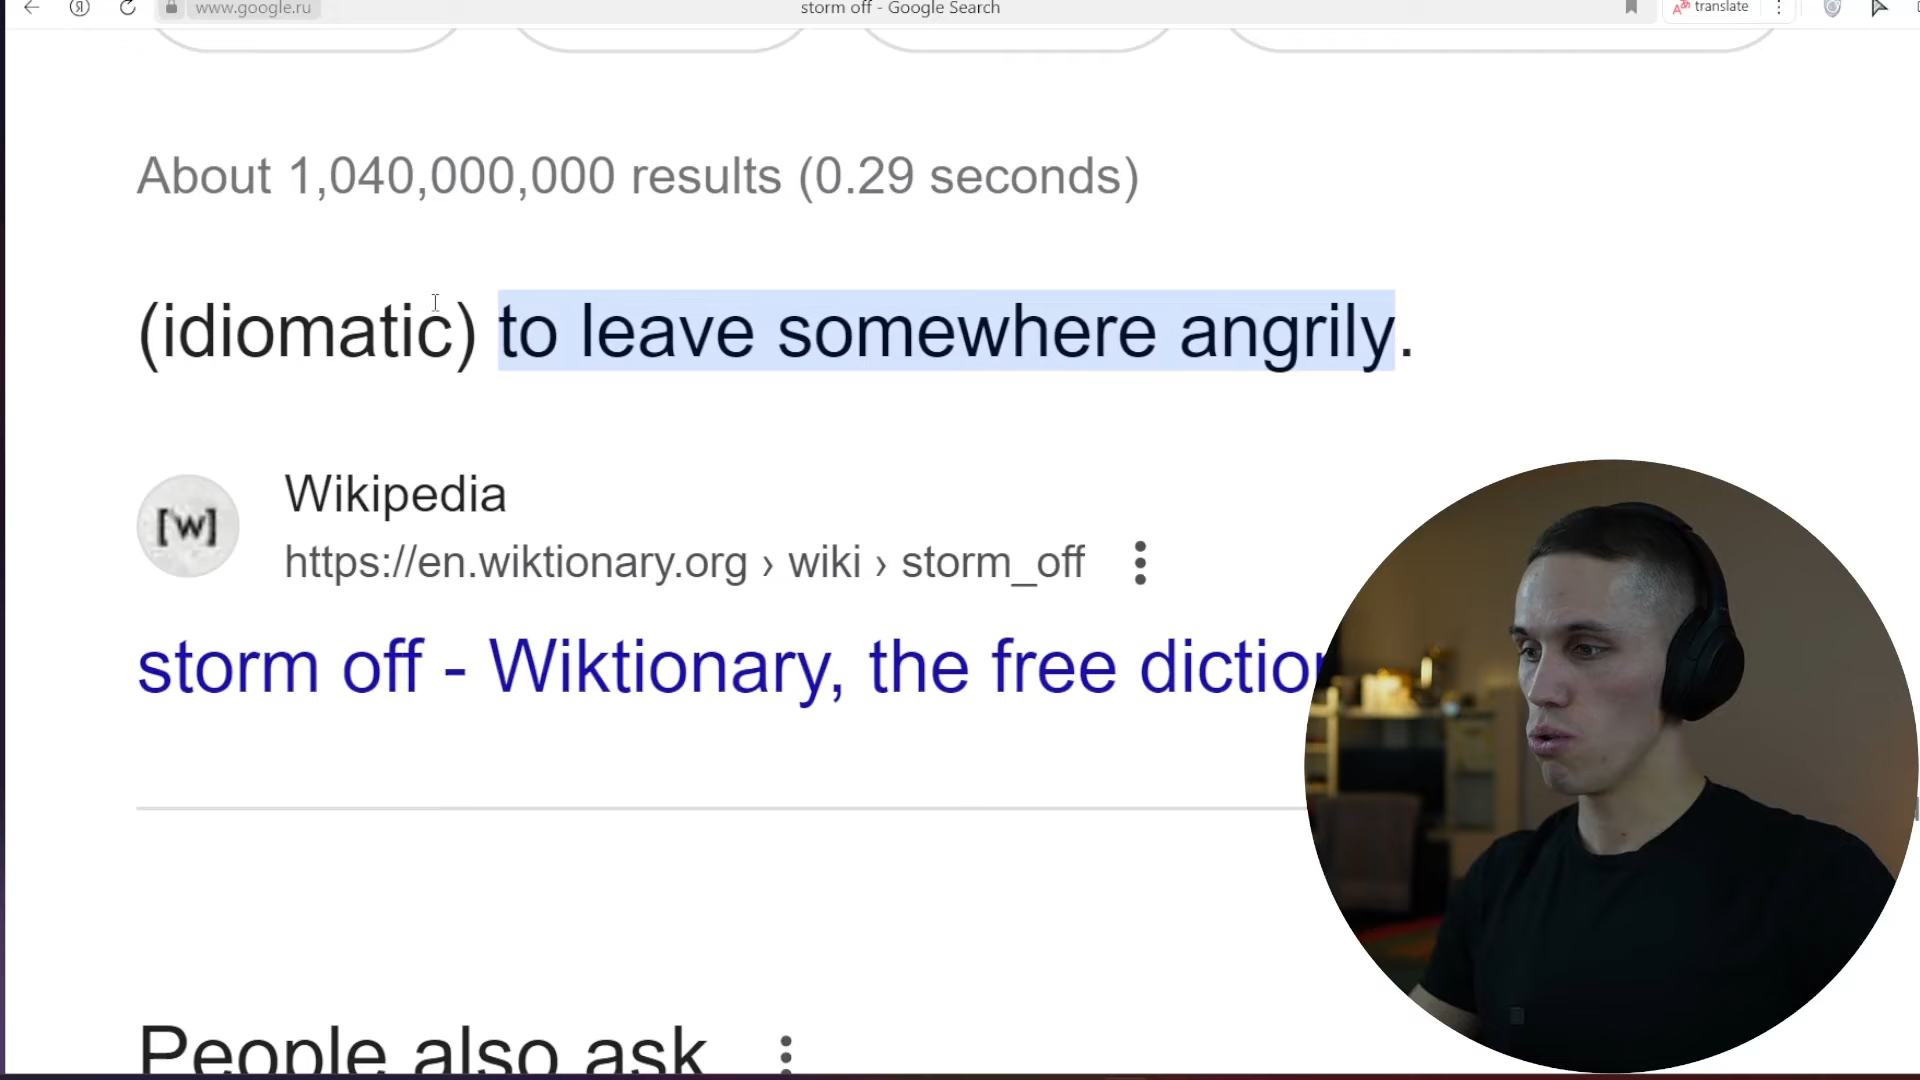 www.google.ru
storm off - Google Search
translate
About 1,040,000,000 results (0.29 seconds)
(idiomatic) to leave somewhere angrily.
[W]
Wikipedia
https://en.wiktionary.org › wiki › storm_off
storm off - Wiktionary, the free diction
People also ask